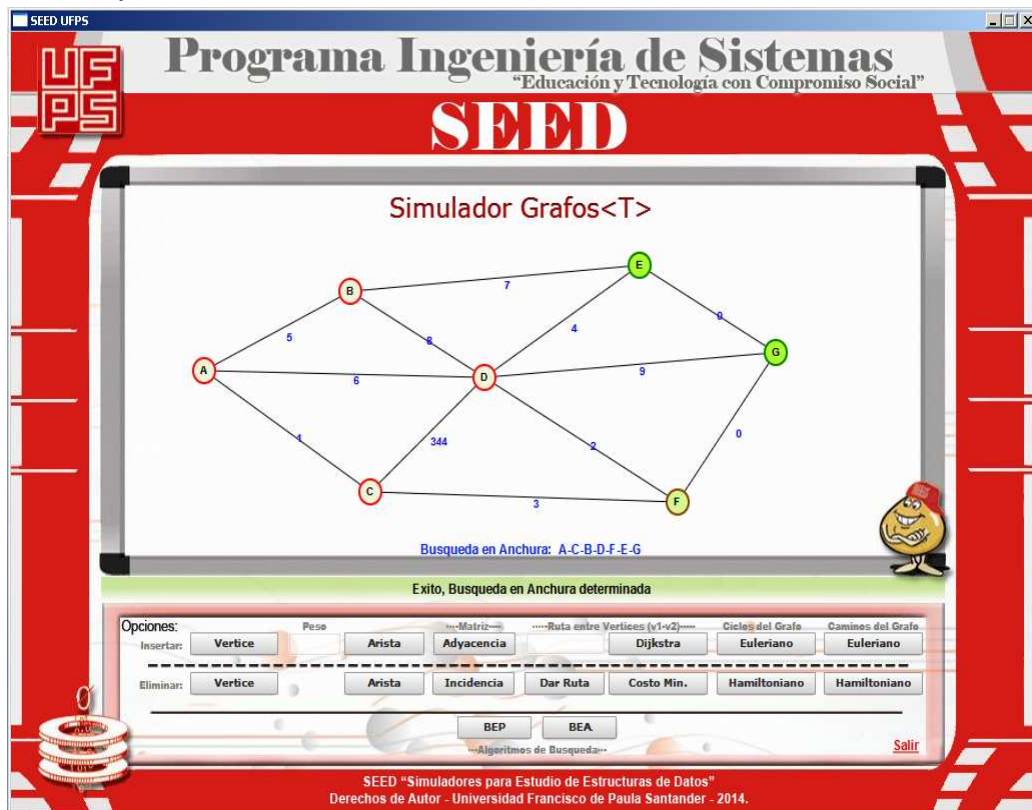 SEED UFPS
UFPS
Programa Ingeniería de Sistemas
“Educación y Tecnología con Compromiso Social”
SEED
Simulador Grafos<T>
E
7
B
0
5
8
4
G
A
6
D
9
4
344
2
0
C
3
F
Busqueda en Anchura: A-C-B-D-F-E-G
Exito, Busqueda en Anchura determinada
Opciones: Peso ---Matriz--- -----Ruta entre Vertices (v1-v2)----- Ciclos del Grafo Caminos del Grafo
Insertar: Vertice Arista Adyacencia Dijkstra Euleriano Euleriano
Eliminar: Vertice Arista Incidencia Dar Ruta Costo Min. Hamiltoniano Hamiltoniano
BEP BEA
---Algoritmos de Busqueda---
Salir
SEED “Simuladores para Estudio de Estructuras de Datos”
Derechos de Autor - Universidad Francisco de Paula Santander - 2014.